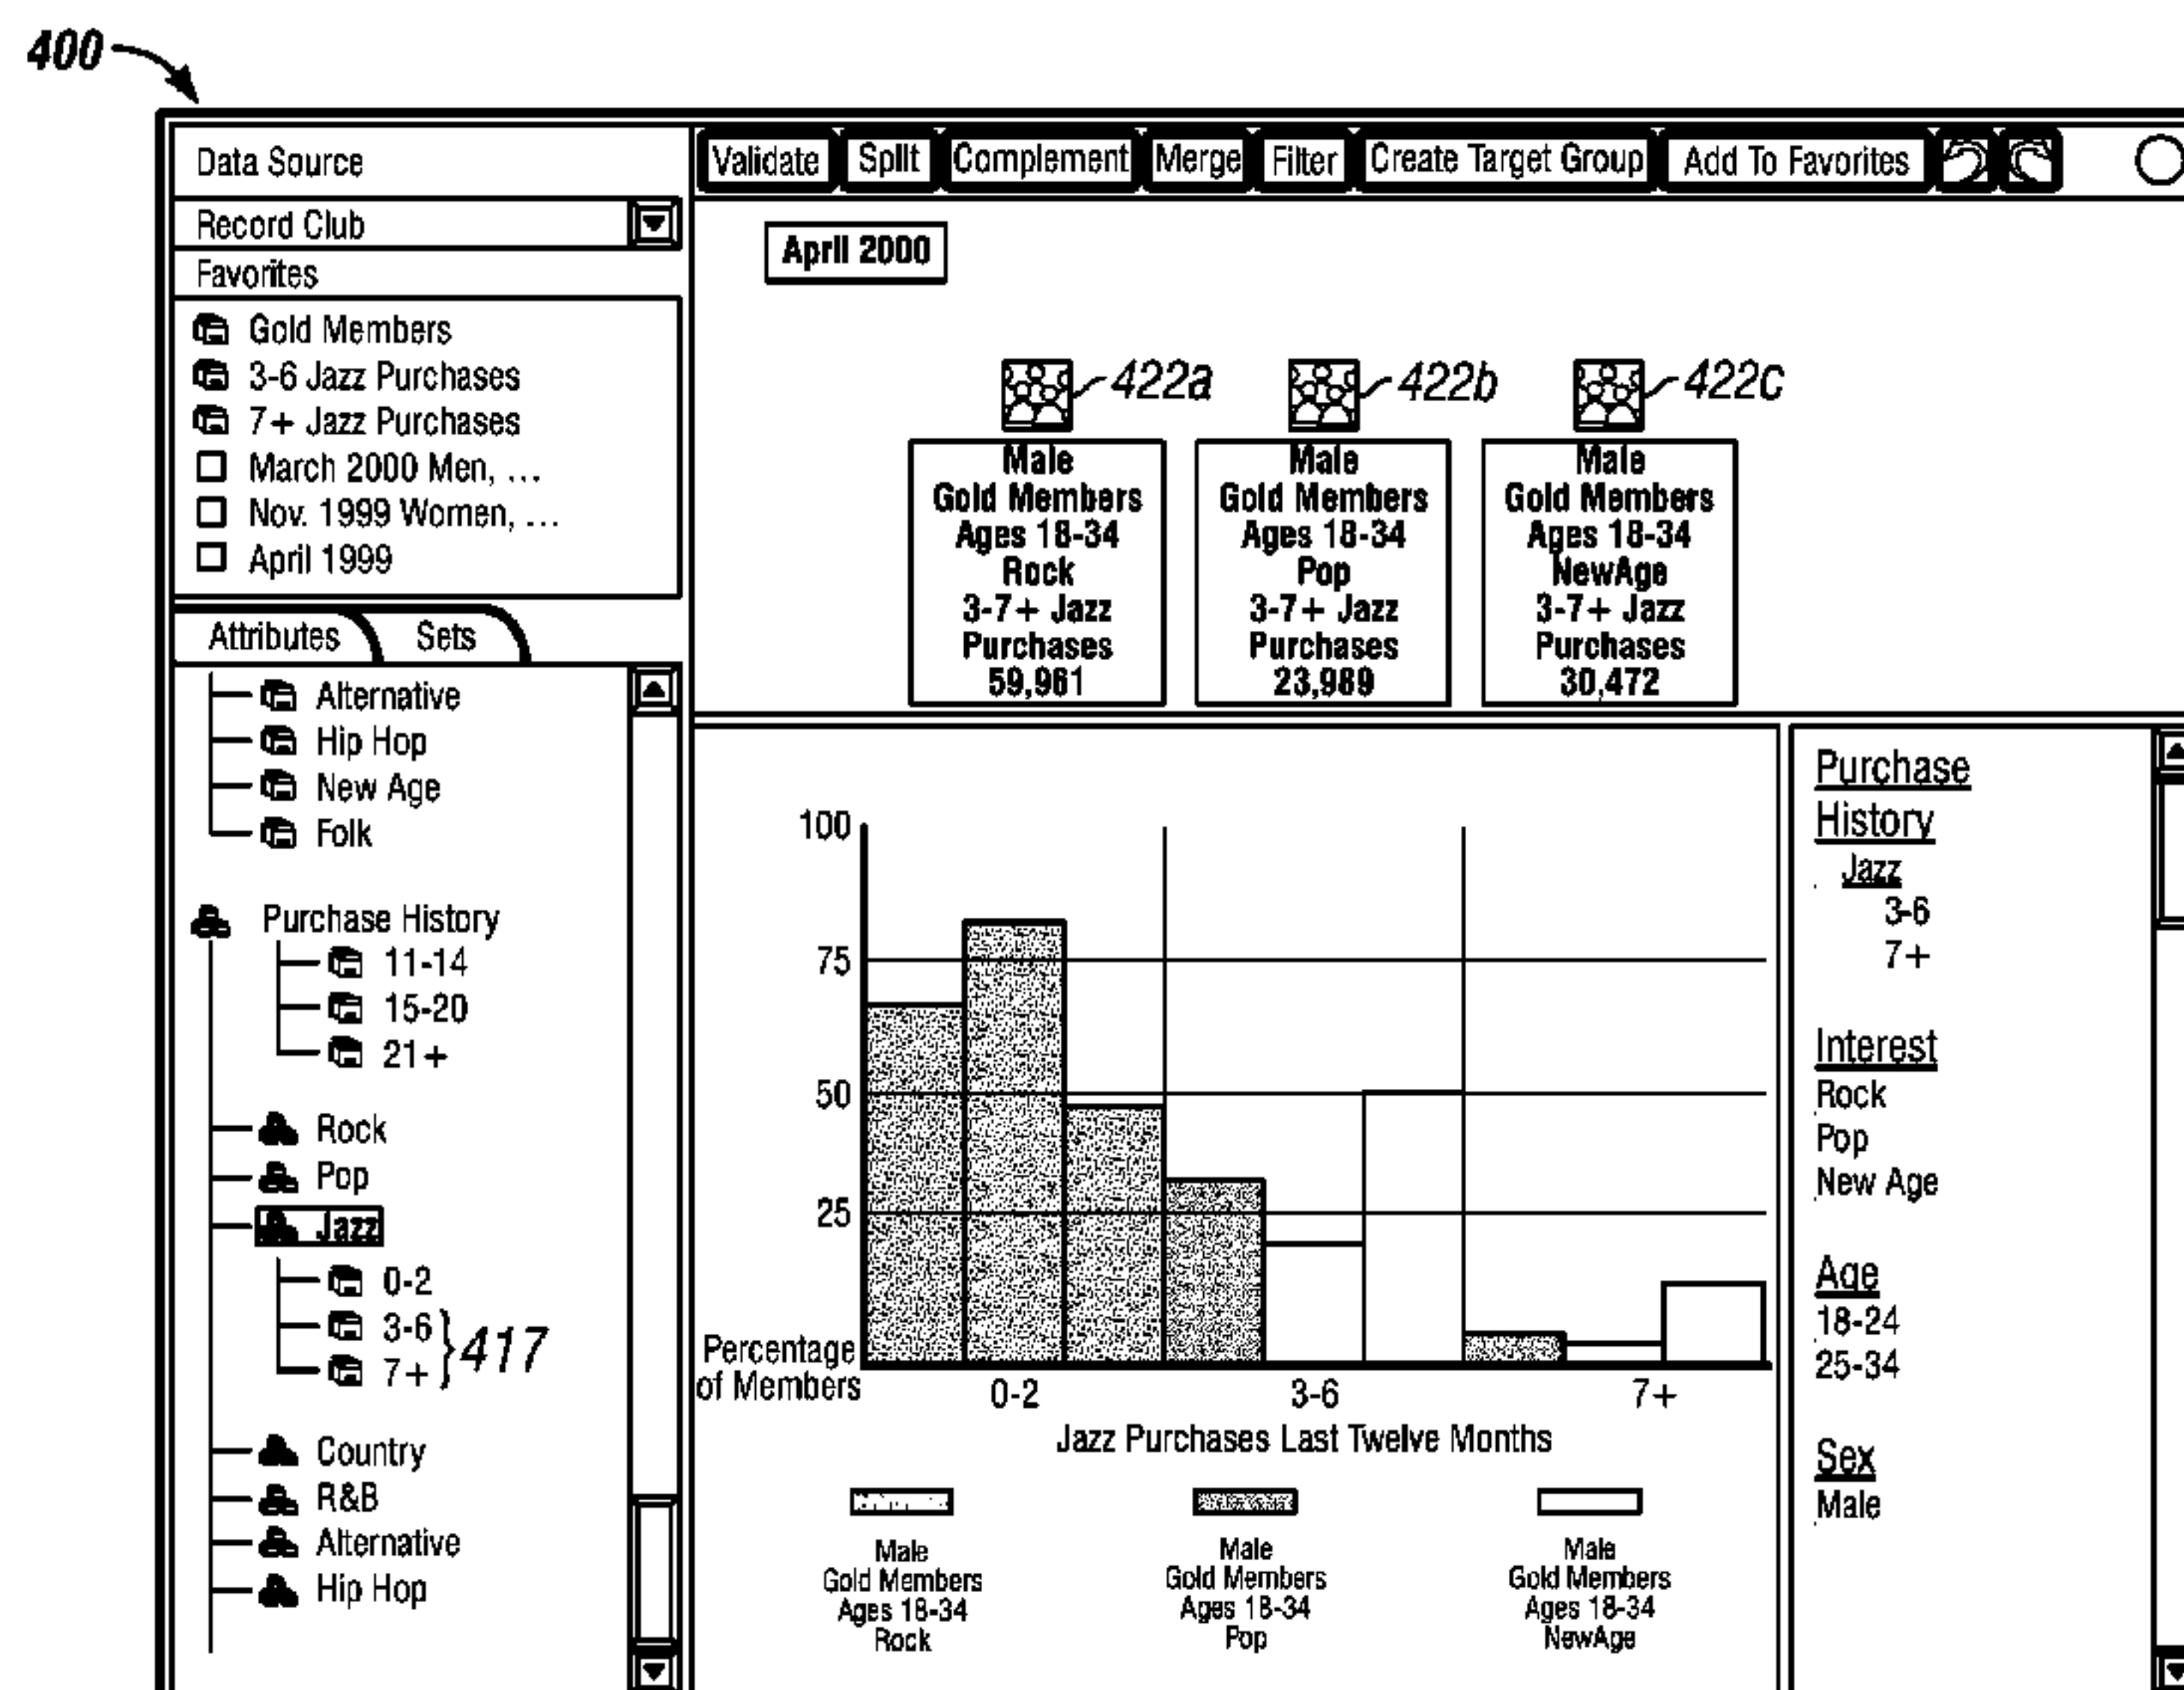 400
Data Source
Validate Split Complement Merge Filter Create Target Group Add To Favorites
Record Club
Favorites
Gold Members
3-6 Jazz Purchases
7+ Jazz Purchases
March 2000 Men, ...
Nov. 1999 Women, ...
April 1999
Attributes Sets
Alternative
Hip Hop
New Age
Folk
Purchase History
11-14
15-20
21+
Rock
Pop
Jazz
0-2
3-6
7+
417
Country
R&B
Alternative
Hip Hop
April 2000
422a
422b
422c
Male
Gold Members
Ages 18-34
Rock
3-7+ Jazz
Purchases
59,961
Male
Gold Members
Ages 18-34
Pop
3-7+ Jazz
Purchases
23,989
Male
Gold Members
Ages 18-34
NewAge
3-7+ Jazz
Purchases
30,472
100
75
50
25
Percentage
of Members
0-2 3-6 7+
Jazz Purchases Last Twelve Months
Male
Gold Members
Ages 18-34
Rock
Male
Gold Members
Ages 18-34
Pop
Male
Gold Members
Ages 18-34
NewAge
Purchase
History
Jazz
3-6
7+
Interest
Rock
Pop
New Age
Age
18-24
25-34
Sex
Male